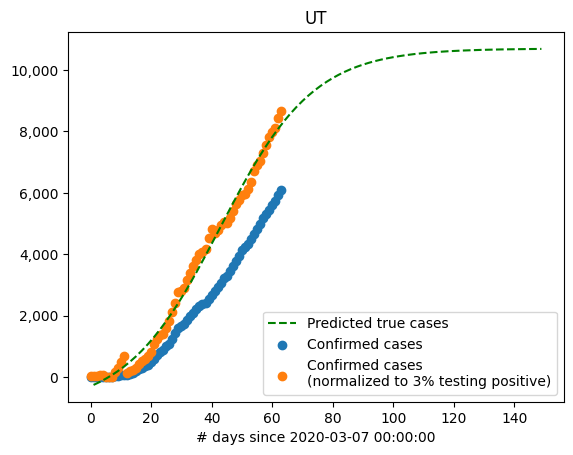 UT
10,000
8,000
6,000
4,000
2,000
0
Predicted true cases
Confirmed cases
Confirmed cases
(normalized to 3% testing positive)
0 20 40 60 80 100 120 140
# days since 2020-03-07 00:00:00